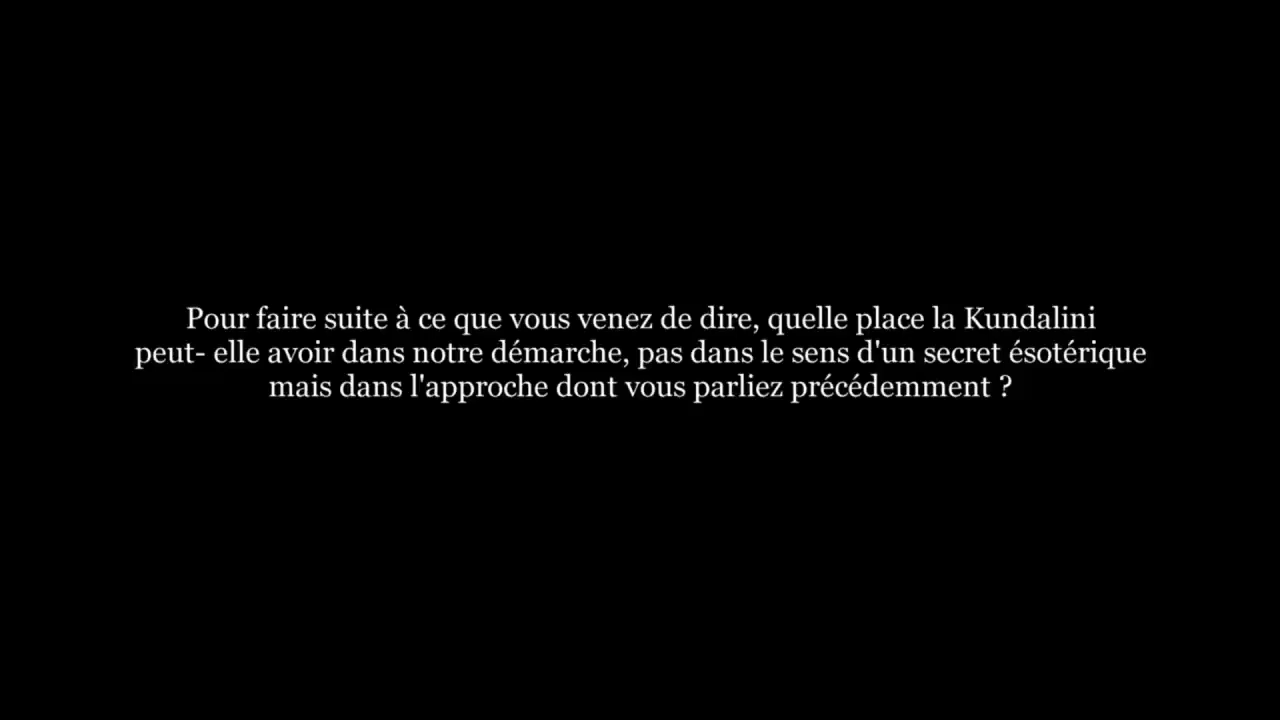 Pour faire suite à ce que vous venez de dire, quelle place la Kundalini
peut- elle avoir dans notre démarche, pas dans le sens d'un secret ésotérique
mais dans l'approche dont vous parliez précédemment ?